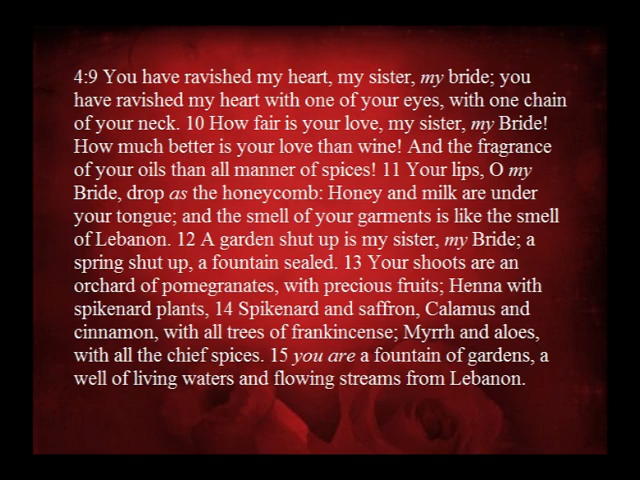 4:9 You have ravished my heart, my sister, my bride; you
have ravished my heart with one of your eyes, with one chain
of your neck. 10 How fair is your love, my sister, my Bride!
How much better is your love than wine! And the fragrance
of your oils than all manner of spices! 11 Your lips, O my
Bride, drop as the honeycomb: Honey and milk are under
your tongue; and the smell of your garments is like the smell
of Lebanon. 12 A garden shut up is my sister, my Bride; a
spring shut up, a fountain sealed. 13 Your shoots are an
orchard of pomegranates, with precious fruits; Henna with
spikenard plants, 14 Spikenard and saffron, Calamus and
cinnamon, with all trees of frankincense; Myrrh and aloes,
with all the chief spices. 15 you are a fountain of gardens, a
well of living waters and flowing streams from Lebanon.